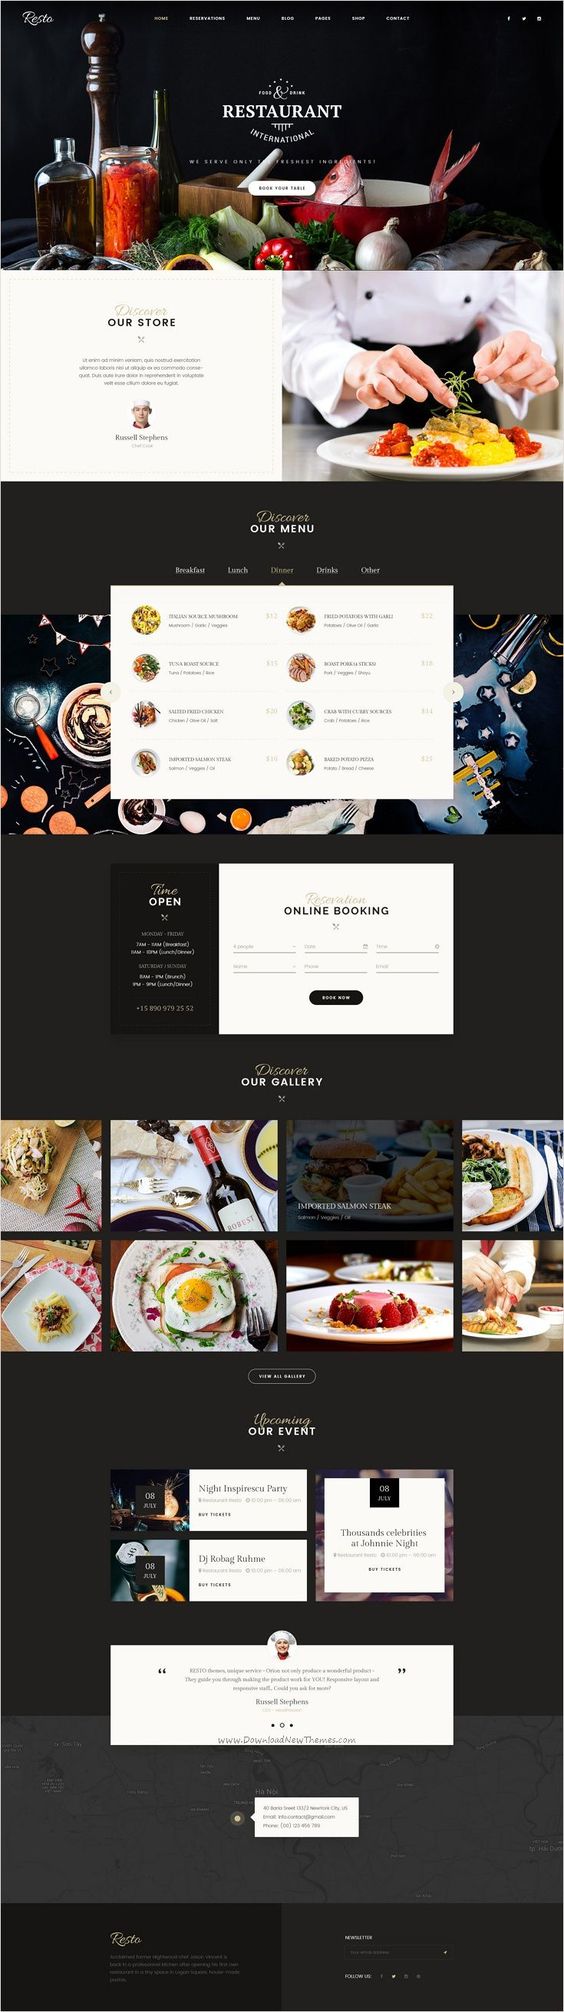 Resto
HOME RESERVATIONS MENU BLOG PAGES SHOP CONTACT
FOOD & DRINK
RESTAURANT
INTERNATIONAL
WE SERVE ONLY THE FRESHEST INGREDIENTS!
BOOK YOUR TABLE
Discover
OUR STORE
Ut enim ad minim veniam, quis nostrud exercitation
ullamco laboris nisi ut aliquip ex ea commodo conse-
quat. Duis aute irure dolor in reprehenderit in voluptate
velit esse cillum dolore eu fugiat.
Russell Stephens
Chef Cook
Discover
OUR MENU
Breakfast Lunch Dinner Drinks Other
ITALIAN SOURCE MUSHROOM $12
Mushroom / Garlic / Veggies
FRIED POTATOES WITH GARLI $22
Potatoes / Olive Oil / Garlic
TUNA ROAST SOURCE $15
Tuna / Potatoes / Rice
ROAST PORK(4 STICKS) $18
Pork / Veggies / Shoyu
SALTED FRIED CHICKEN $20
Chicken / Olive Oil / Salt
CRAB WITH CURRY SOURCES $14
Crab / Potatoes / Rice
IMPORTED SALMON STEAK
Salmon / Veggies / Oil
BAKED POTATO PIZZA $25
Potato / Bread / Cheese
Time
OPEN
MONDAY - FRIDAY
7AM - 11AM (Breakfast)
11AM - 10PM (Lunch/Dinner)
SATURDAY / SUNDAY
8AM - 1PM (Brunch)
1PM - 9PM (Lunch/Dinner)
+15 890 979 25 52
Reservation
ONLINE BOOKING
4 people Date Time
Name Phone Email
BOOK NOW
Discover
OUR GALLERY
ROBUST
IMPORTED SALMON STEAK
Salmon / Veggies / Oil
VIEW ALL GALLERY
Upcoming
OUR EVENT
08
JULY
Night Inspirescu Party
Restaurant Resto 10:00 pm - 08:00 am
BUY TICKETS
08
JULY
Dj Robag Ruhme
Restaurant Resto 10:00 pm - 08:00 am
BUY TICKETS
08
JULY
Thousands celebrities
at Johnnie Night
Restaurant Resto 10:00 pm - 08:00 am
BUY TICKETS
“ RESTO themes, unique service - Orion not only produce a wonderful product - ”
They guide you through making the product work for YOU!! Responsive layout and
responsive staff... Could you ask for more?
Russell Stephens
www.DownloadNewThemes.com
Hà Nội
40 Baria Sreet 133/2 NewYork City, US
Email: info.contact@gmail.com
Phone: (00) 123 456 789
tp. Hải Dươ
Resto
Acclaimed former Nightwood chef Jason Vincent is
back in a professional kitchen after opening his first own
restaurant in a tiny space in Logan Square, house-made
pastas.
NEWSLETTER
Your email address
FOLLOW US: